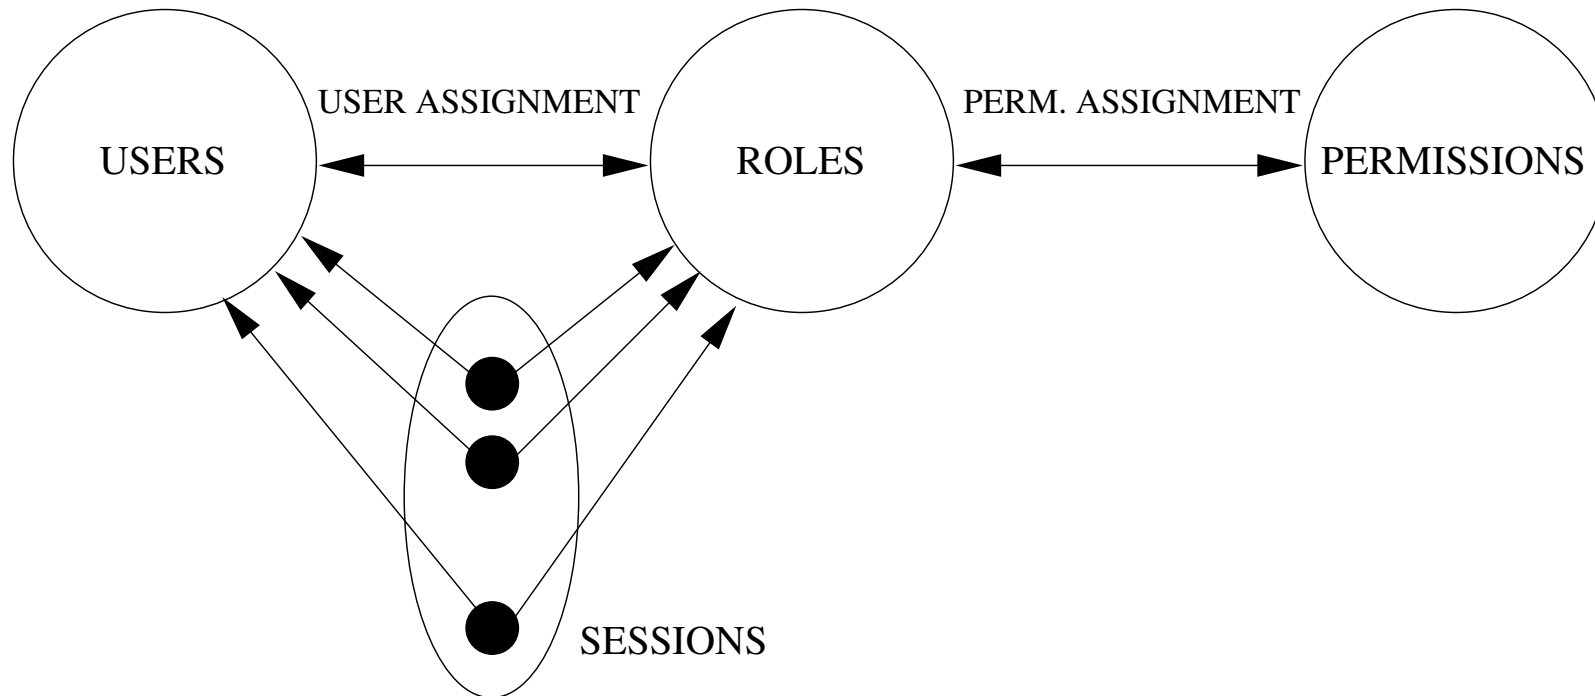 USER ASSIGNMENT
PERM. ASSIGNMENT
USERS
ROLES
PERMISSIONS
SESSIONS